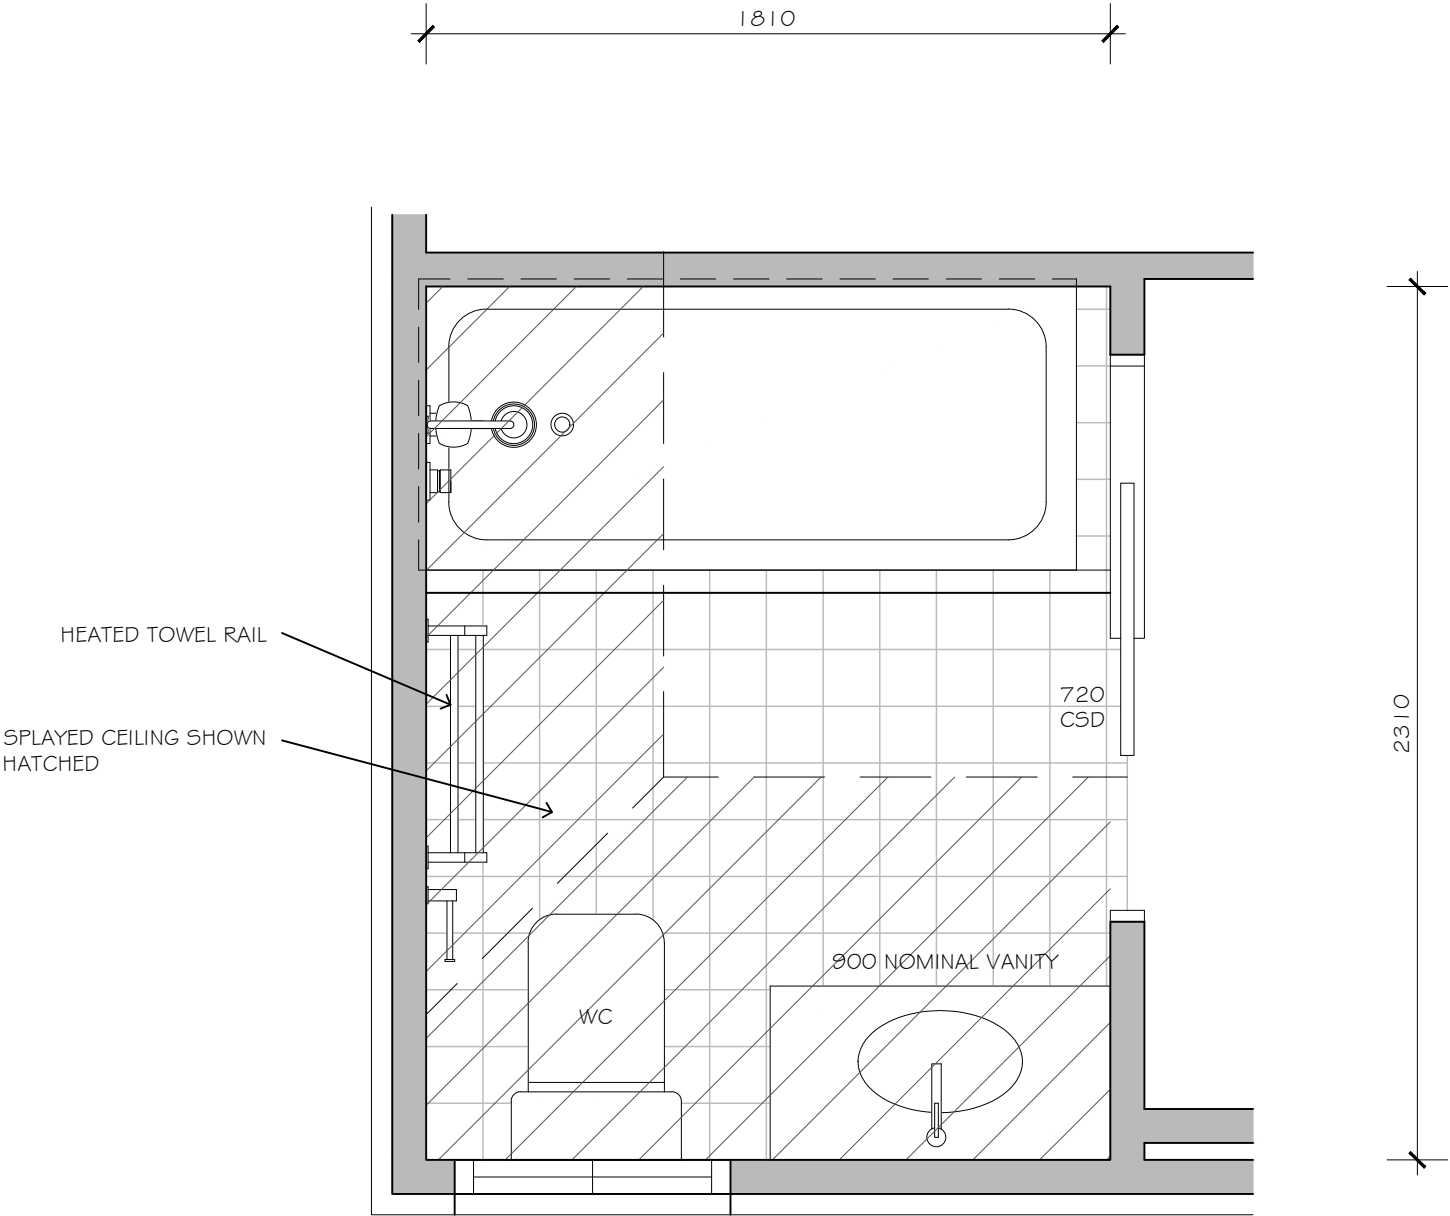 1810
HEATED TOWEL RAIL
720
CSD
2310
SPLAYED CEILING SHOWN
HATCHED
900 NOMINAL VANITY
WC